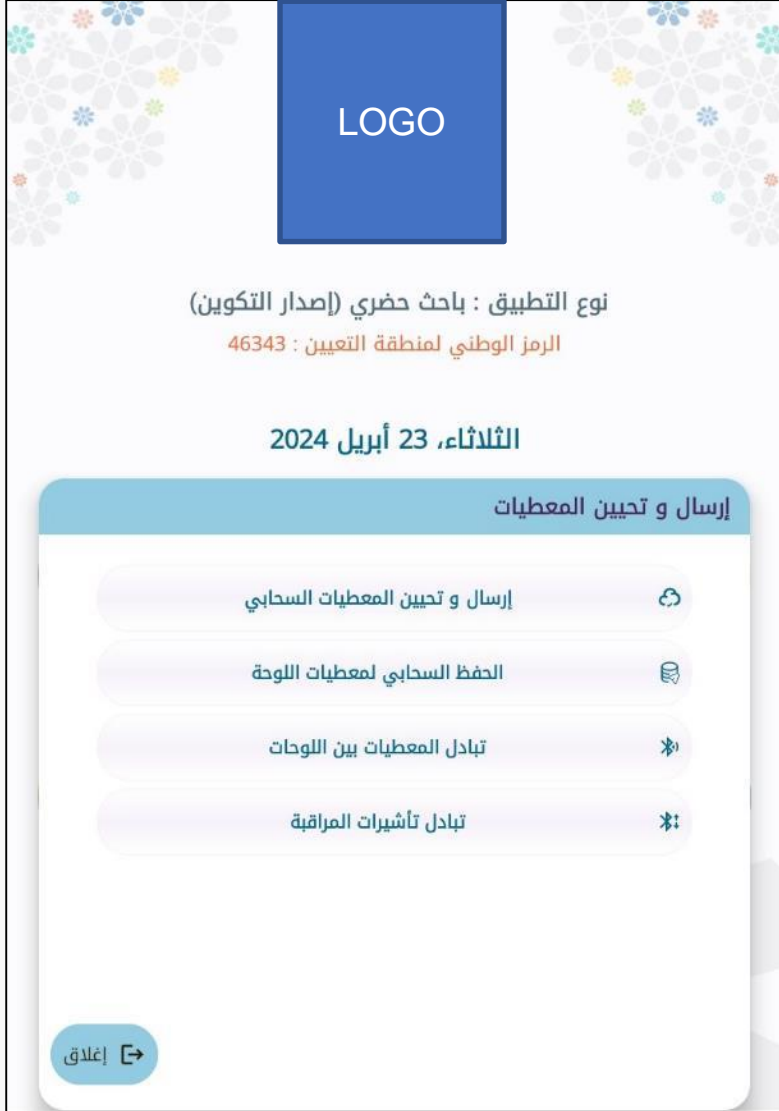 LOGO
نوع التطبيق : باحث حضري (إصدار التكوين)
الرمز الوطني لمنطقة التعيين : 46343
الثلاثاء، 23 أبريل 2024
إرسال و تحيين المعطيات
إرسال و تحيين المعطيات السحابي
الحفظ السحابي لمعطيات اللوحة
تبادل المعطيات بين اللوحات
تبادل تأشيرات المراقبة
إغلاق